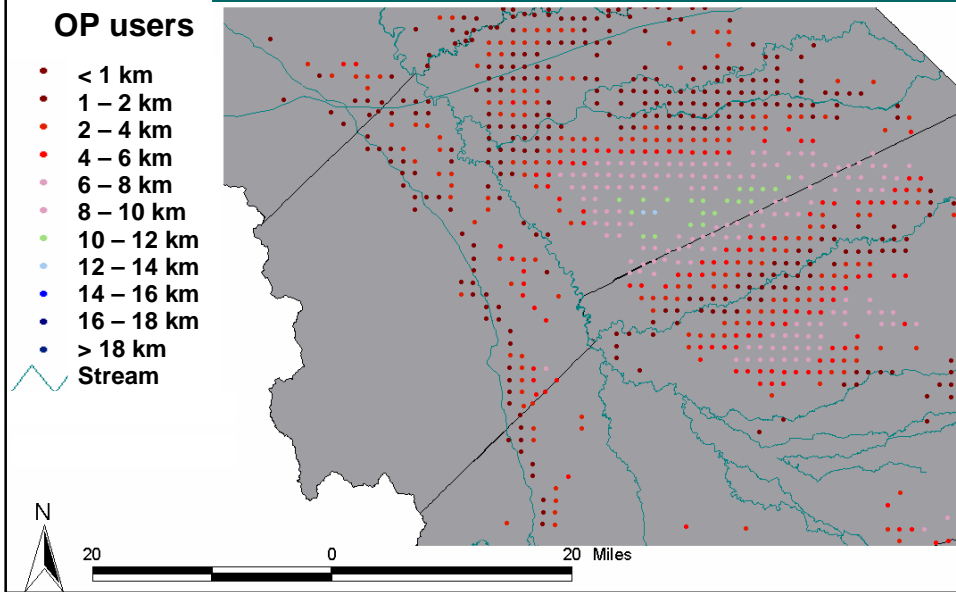 OP users
< 1 km
1 – 2 km
2 – 4 km
4 – 6 km
6 – 8 km
8 – 10 km
10 – 12 km
12 – 14 km
14 – 16 km
16 – 18 km
> 18 km
Stream
N
20 0 20 Miles